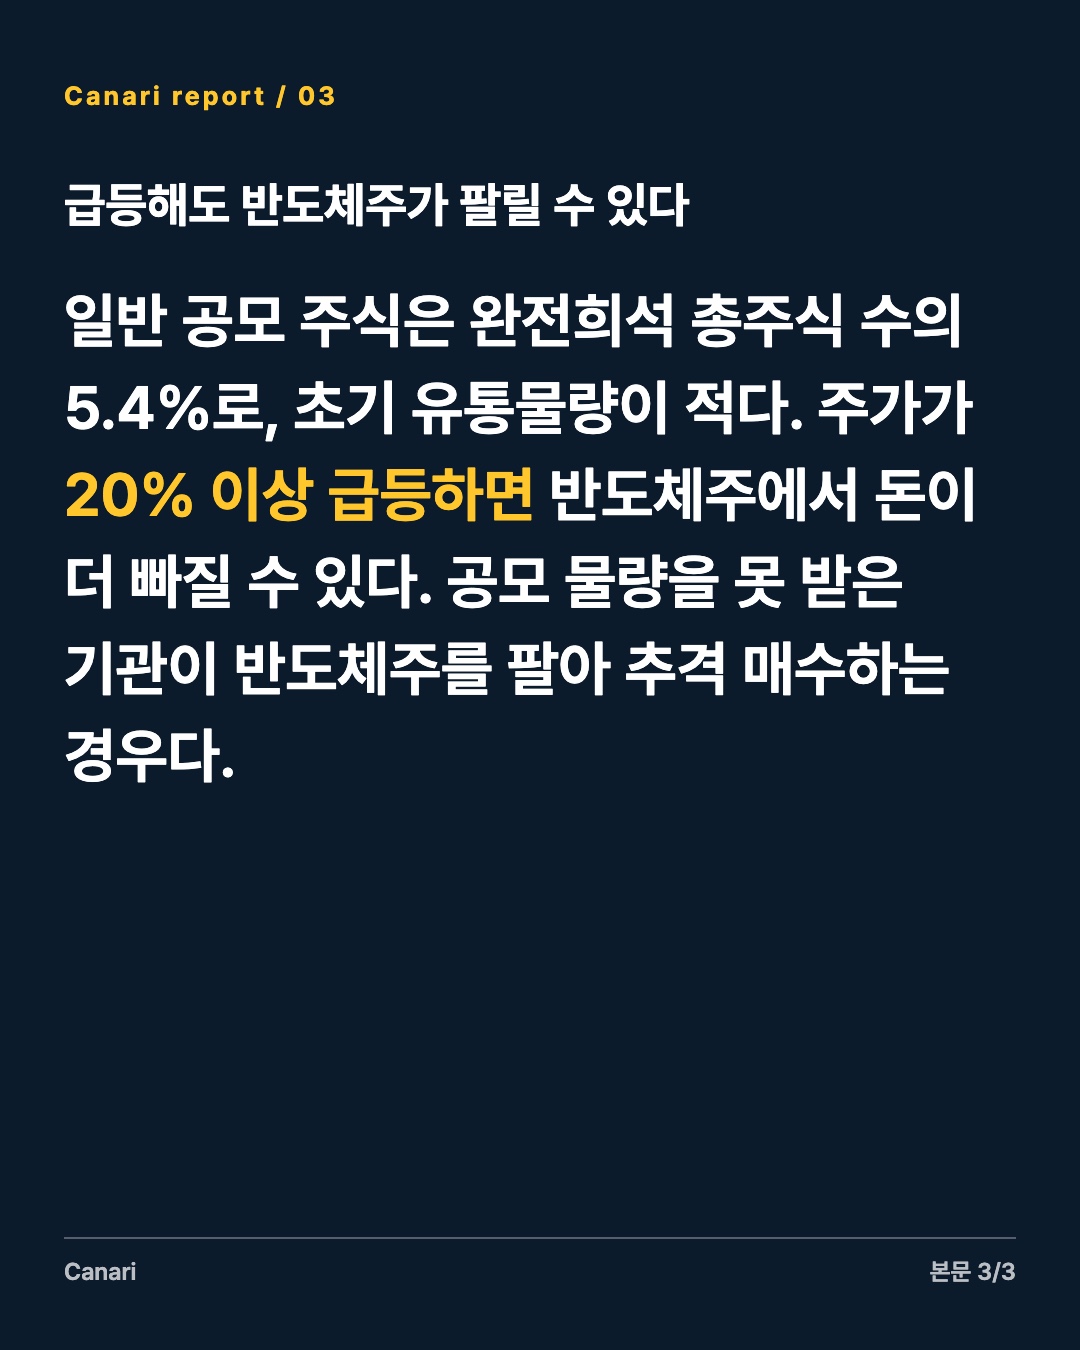 Canari report / 03
급등해도 반도체주가 팔릴 수 있다
일반 공모 주식은 완전희석 총주식 수의
5.4%로, 초기 유통물량이 적다. 주가가
20% 이상 급등하면 반도체주에서 돈이
더 빠질 수 있다. 공모 물량을 못 받은
기관이 반도체주를 팔아 추격 매수하는
경우다.
Canari
본문 3/3